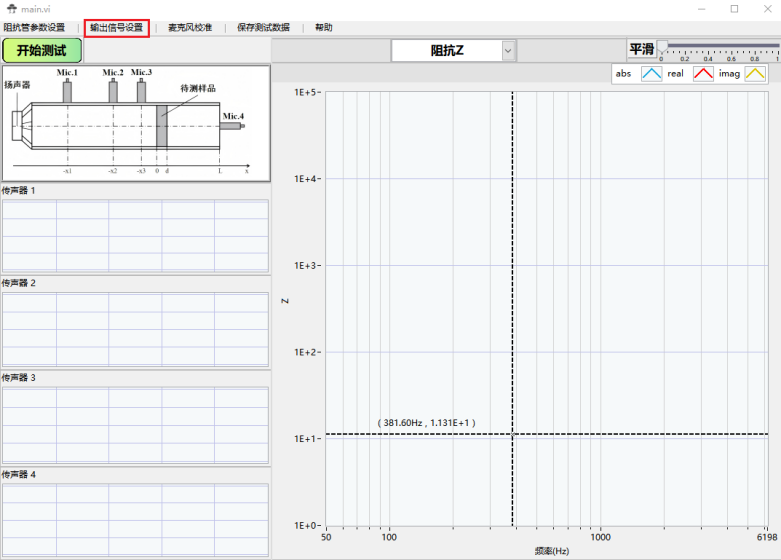 main.vi
阻抗管参数设置 | 输出信号设置 | 麦克风校准 | 保存测试数据 | 帮助
开始测试
阻抗Z
平滑
0 0.2 0.4 0.6 0.8 1
abs real imag
Mic.1 Mic.2 Mic.3
扬声器
待测样品
Mic.4
-x1 -x2 -x3 0 d L x
传声器 1
传声器 2
传声器 3
传声器 4
1E+5
1E+4
1E+3
Z
1E+2
( 381.60Hz , 1.131E+1 )
1E+1
1E+0
50 100 1000 6198
频率(Hz)